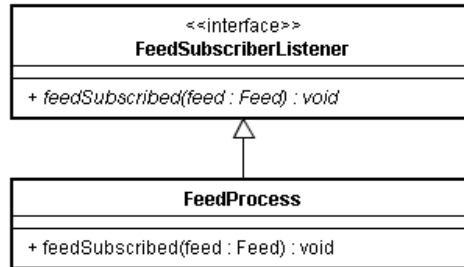 <<interface>>
FeedSubscriberListener
+ feedSubscribed(feed : Feed) : void
FeedProcess
+ feedSubscribed(feed : Feed) : void